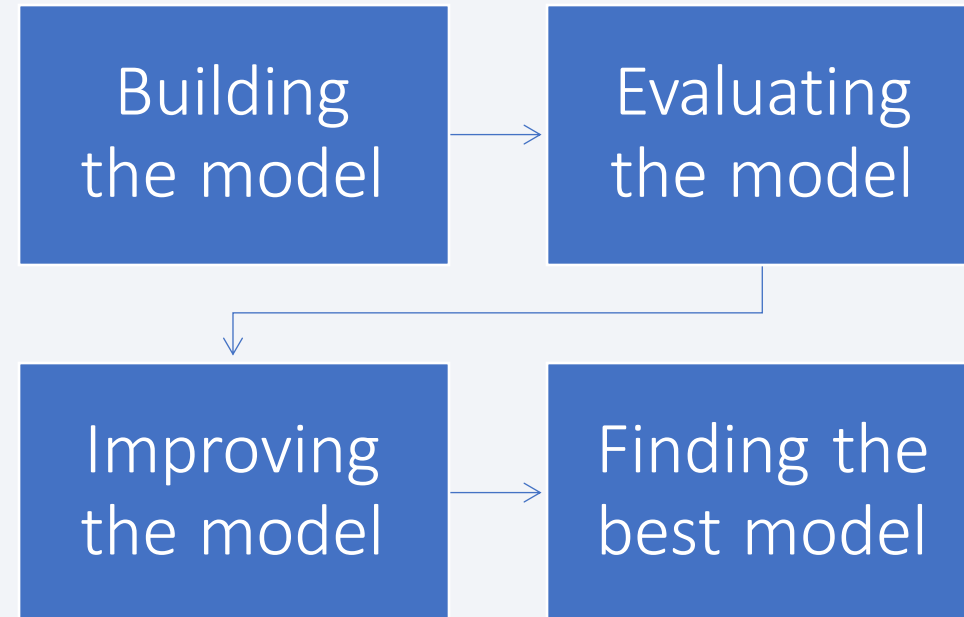 Building
the model
Evaluating
the model
Improving
the model
Finding the
best model